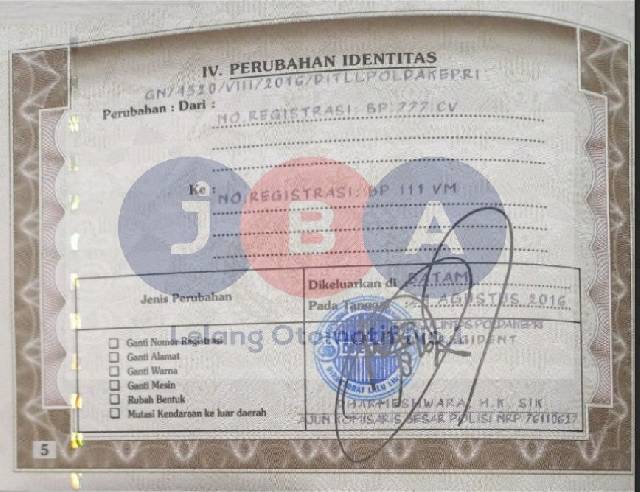 IV. PERUBAHAN IDENTITAS
GN/4520/VIII/2016/DITLLPOLDAKEPRI
Perubahan : Dari :
NO.REGISTRASI: BP 777 CV
Ke :
NO.REGISTRASI: BP 111 VM
J B A
Jenis Perubahan
Dikeluarkan di BATAM
Pada Tanggal AGUSTUS 2016
Lelang Otomotif
Ganti Nomor Registrasi
Ganti Alamat
Ganti Warna
Ganti Mesin
Rubah Bentuk
Mutasi Kendaraan ke luar daerah
H.K. SIK
AJUN KOMISARIS BESAR POLISI NRP 76110617
5